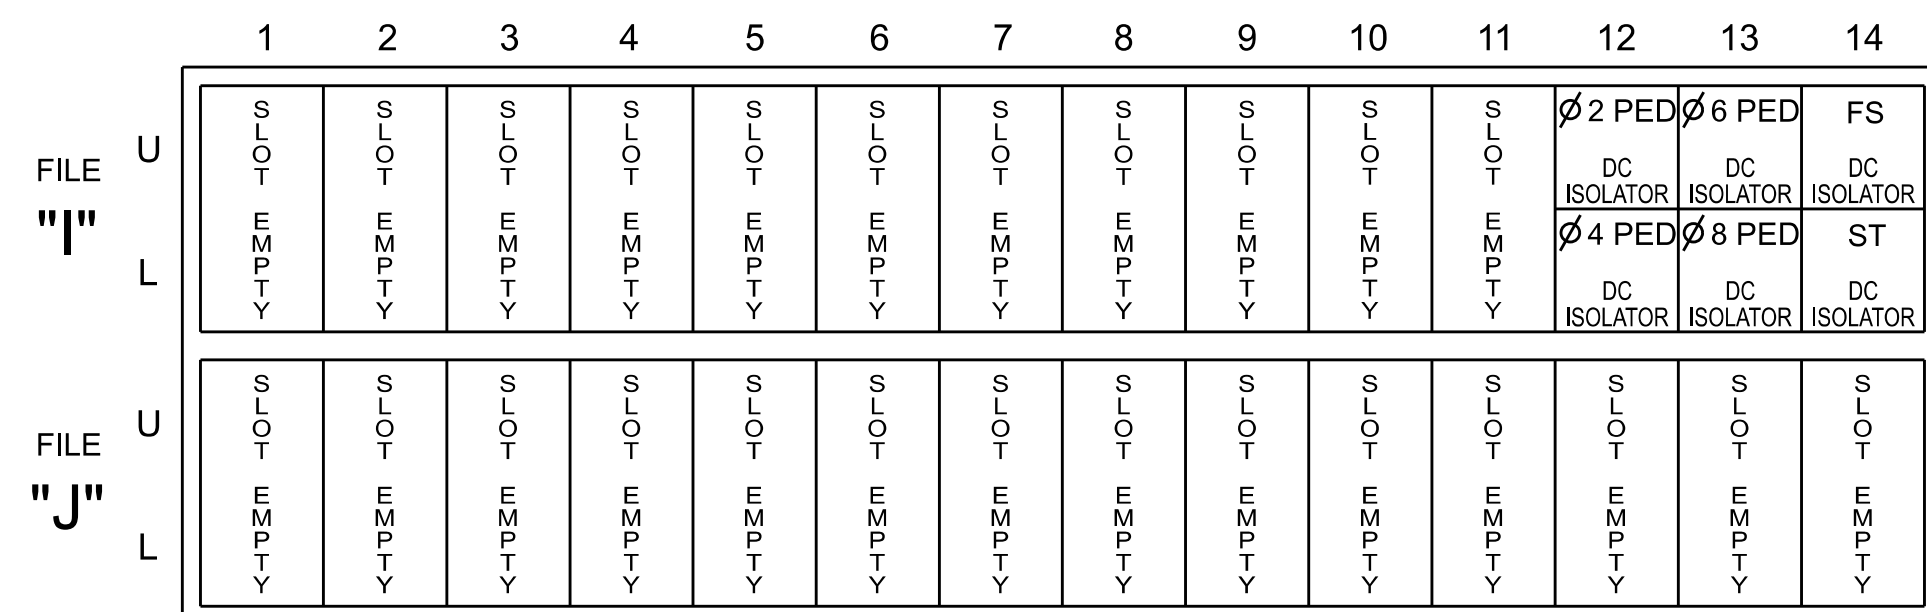 1 2 3 4 5 6 7 8 9 10 11 12 13 14
FILE
"I"
U
L
SLOT EMPTY
SLOT EMPTY
SLOT EMPTY
SLOT EMPTY
SLOT EMPTY
SLOT EMPTY
SLOT EMPTY
SLOT EMPTY
SLOT EMPTY
SLOT EMPTY
SLOT EMPTY
Ø 2 PED
DC
ISOLATOR
Ø 4 PED
DC
ISOLATOR
Ø 6 PED
DC
ISOLATOR
Ø 8 PED
DC
ISOLATOR
FS
DC
ISOLATOR
ST
DC
ISOLATOR
FILE
"J"
U
L
SLOT EMPTY
SLOT EMPTY
SLOT EMPTY
SLOT EMPTY
SLOT EMPTY
SLOT EMPTY
SLOT EMPTY
SLOT EMPTY
SLOT EMPTY
SLOT EMPTY
SLOT EMPTY
SLOT EMPTY
SLOT EMPTY
SLOT EMPTY